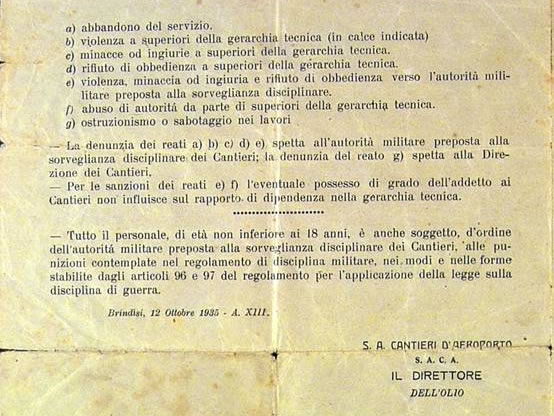 a) abbandono del servizio.
b) violenza a superiori della gerarchia tecnica (in calce indicata)
c) minacce od ingiurie a superiori della gerarchia tecnica.
d) rifiuto di obbedienza a superiori della gerarchia tecnica.
e) violenza, minaccia od ingiuria e rifiuto di obbedienza verso l'autorità mili-
litare preposta alla sorveglianza disciplinare.
f) abuso di autorità da parte di superiori della gerarchia tecnica.
g) ostruzionismo o sabotaggio nei lavori
— La denunzia dei reati a) b) c) d) e) spetta all'autorità militare preposta alla
sorveglianza disciplinare dei Cantieri; la denunzia del reato g) spetta alla Dire-
zione dei Cantieri.
— Per le sanzioni dei reati e) f) l'eventuale possesso di grado dell'addetto ai
Cantieri non influisce sul rapporto di dipendenza nella gerarchia tecnica.
— Tutto il personale, di età non inferiore ai 18 anni, è anche soggetto, d'ordine
dell'autorità militare preposta alla sorveglianza disciplinare dei Cantieri, alle pu-
nizioni contemplate nel regolamento di disciplina militare, nei modi e nelle forme
stabilite dagli articoli 96 e 97 del regolamento per l'applicazione della legge sulla
disciplina di guerra.
Brindisi, 12 Ottobre 1935 - A. XIII.
S. A. CANTIERI D'AEROPORTO
S. A. C. A.
IL DIRETTORE
DELL'OLIO